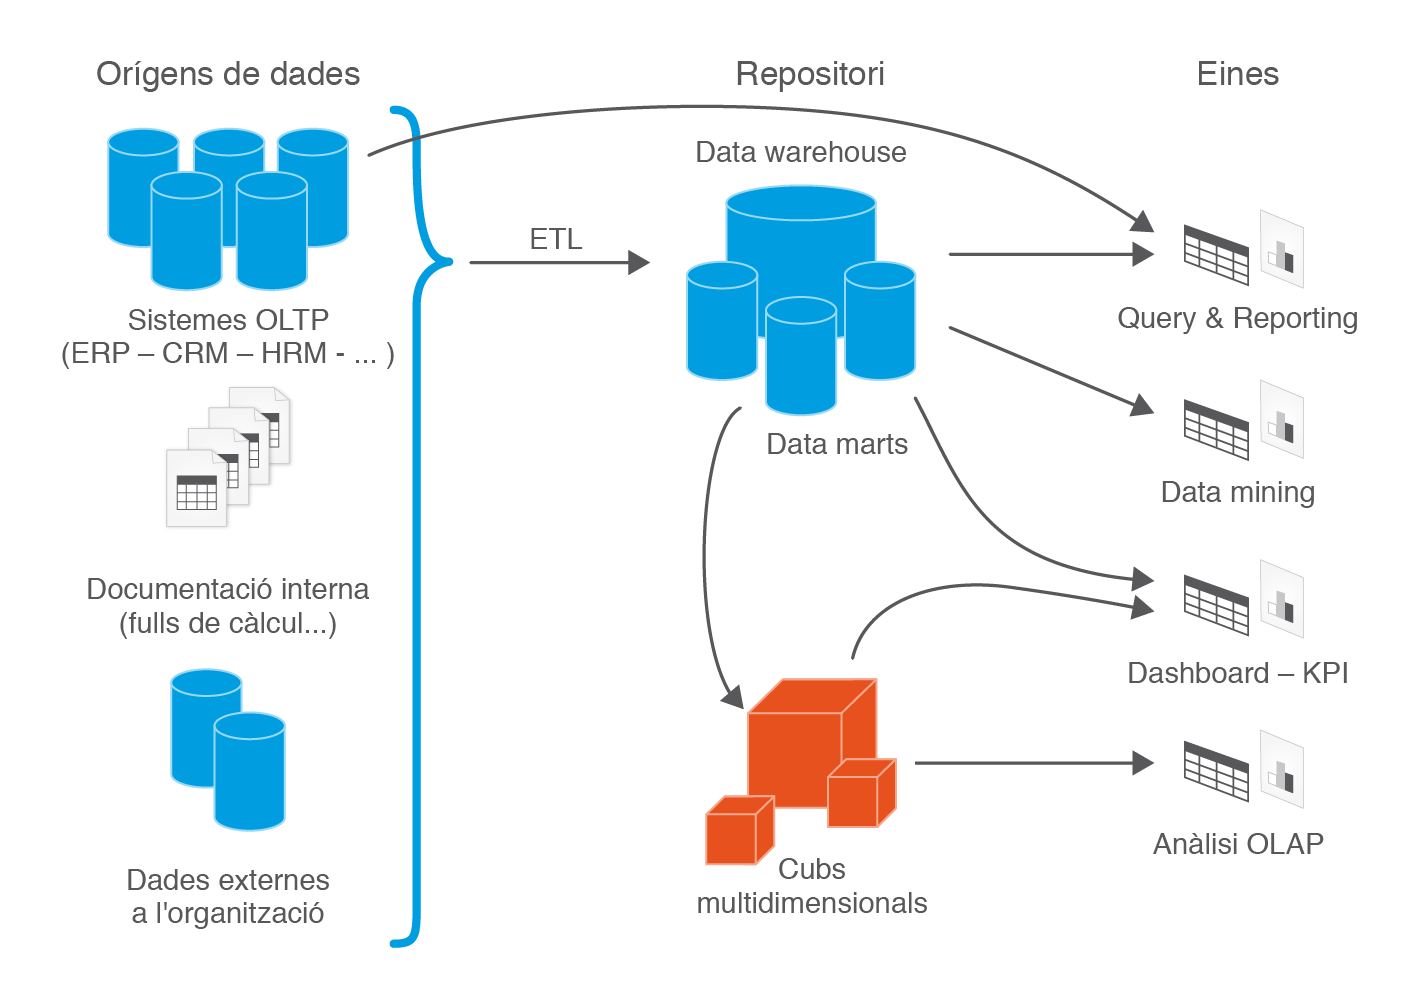 Orígens de dades
Sistemes OLTP
(ERP – CRM – HRM - ... )
Documentació interna
(fulls de càlcul...)
Dades externes
a l'organització
ETL
Repositori
Data warehouse
Data marts
Cubs
multidimensionals
Eines
Query & Reporting
Data mining
Dashboard – KPI
Anàlisi OLAP